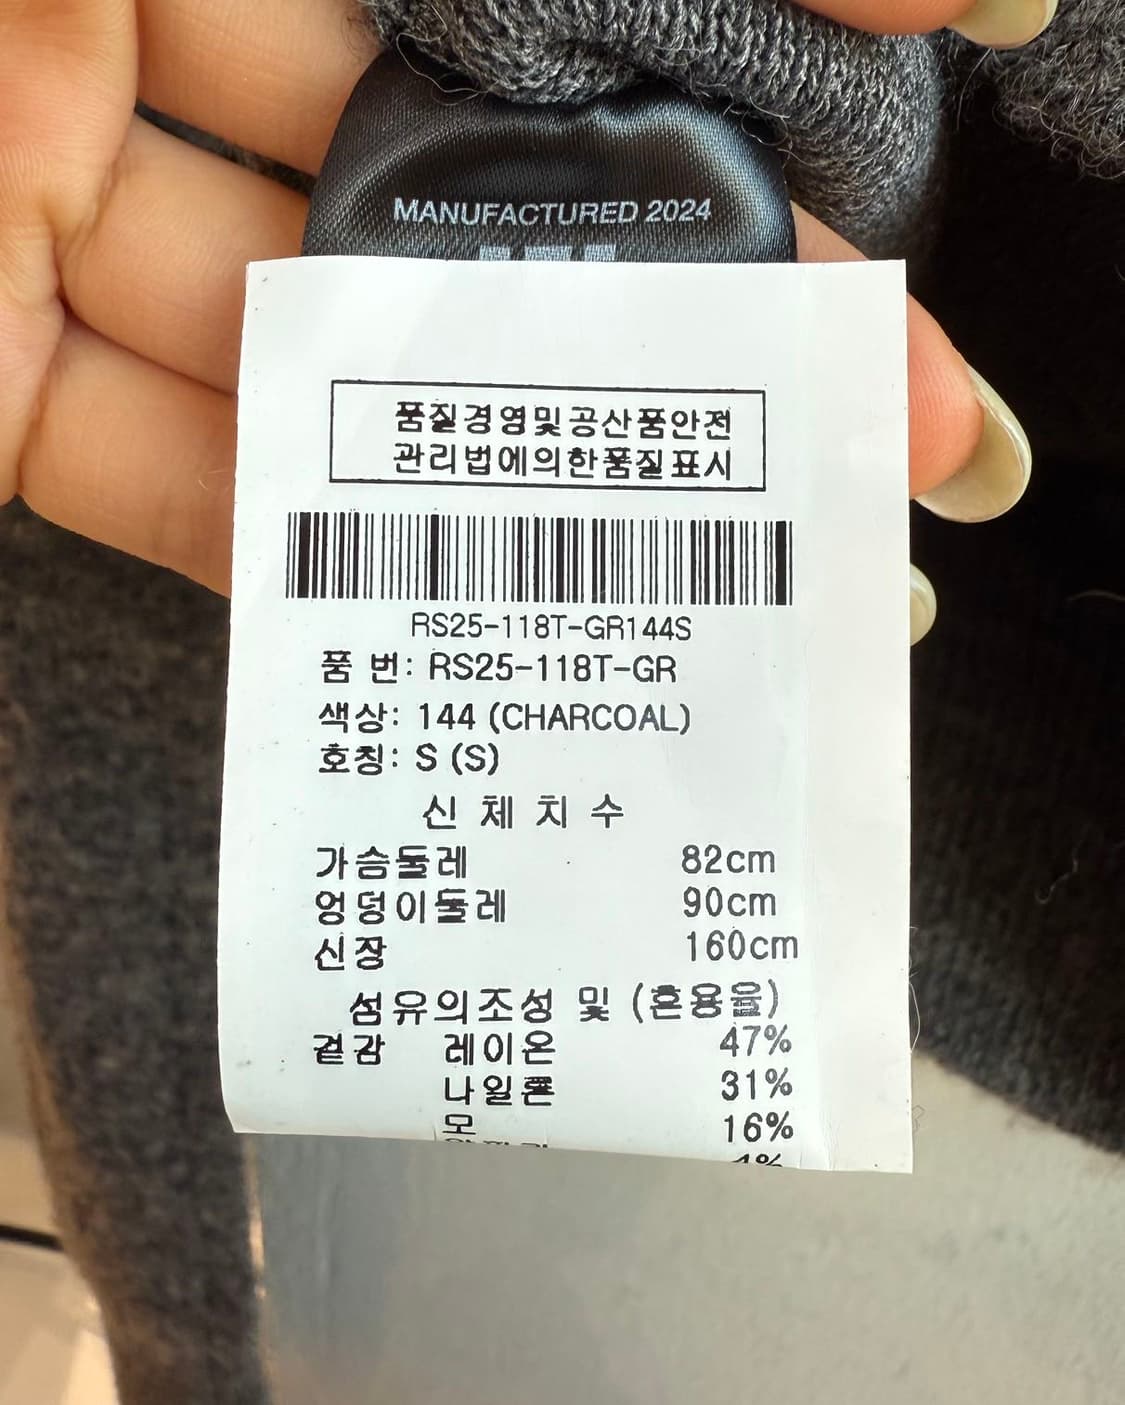 MANUFACTURED 2024
품질경영및공산품안전
관리법에의한품질표시
RS25-118T-GR144S
품 번: RS25-118T-GR
색상: 144 (CHARCOAL)
호칭: S (S)
신 체 치 수
가슴둘레 82cm
엉덩이둘레 90cm
신장 160cm
섬유의조성 및 (혼용율)
겉감 레이온 47%
나일론 31%
모 16%